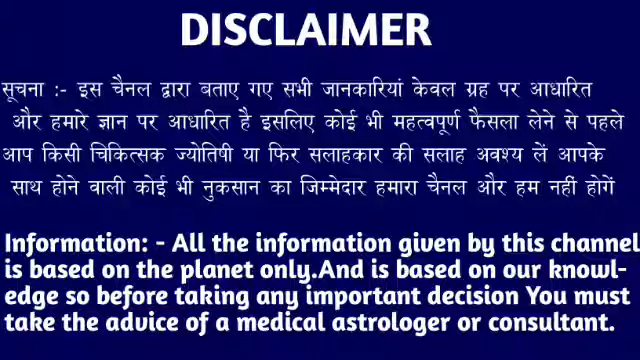 DISCLAIMER
सूचना :- इस चैनल द्वारा बताए गए सभी जानकारियां केवल ग्रह पर आधारित
और हमारे ज्ञान पर आधारित है इसलिए कोई भी महत्वपूर्ण फैसला लेने से पहले
आप किसी चिकित्सक ज्योतिषी या फिर सलाहकार की सलाह अवश्य लें आपके
साथ होने वाली कोई भी नुकसान का जिम्मेदार हमारा चैनल और हम नहीं होगें
Information: - All the information given by this channel
is based on the planet only.And is based on our knowl-
edge so before taking any important decision You must
take the advice of a medical astrologer or consultant.